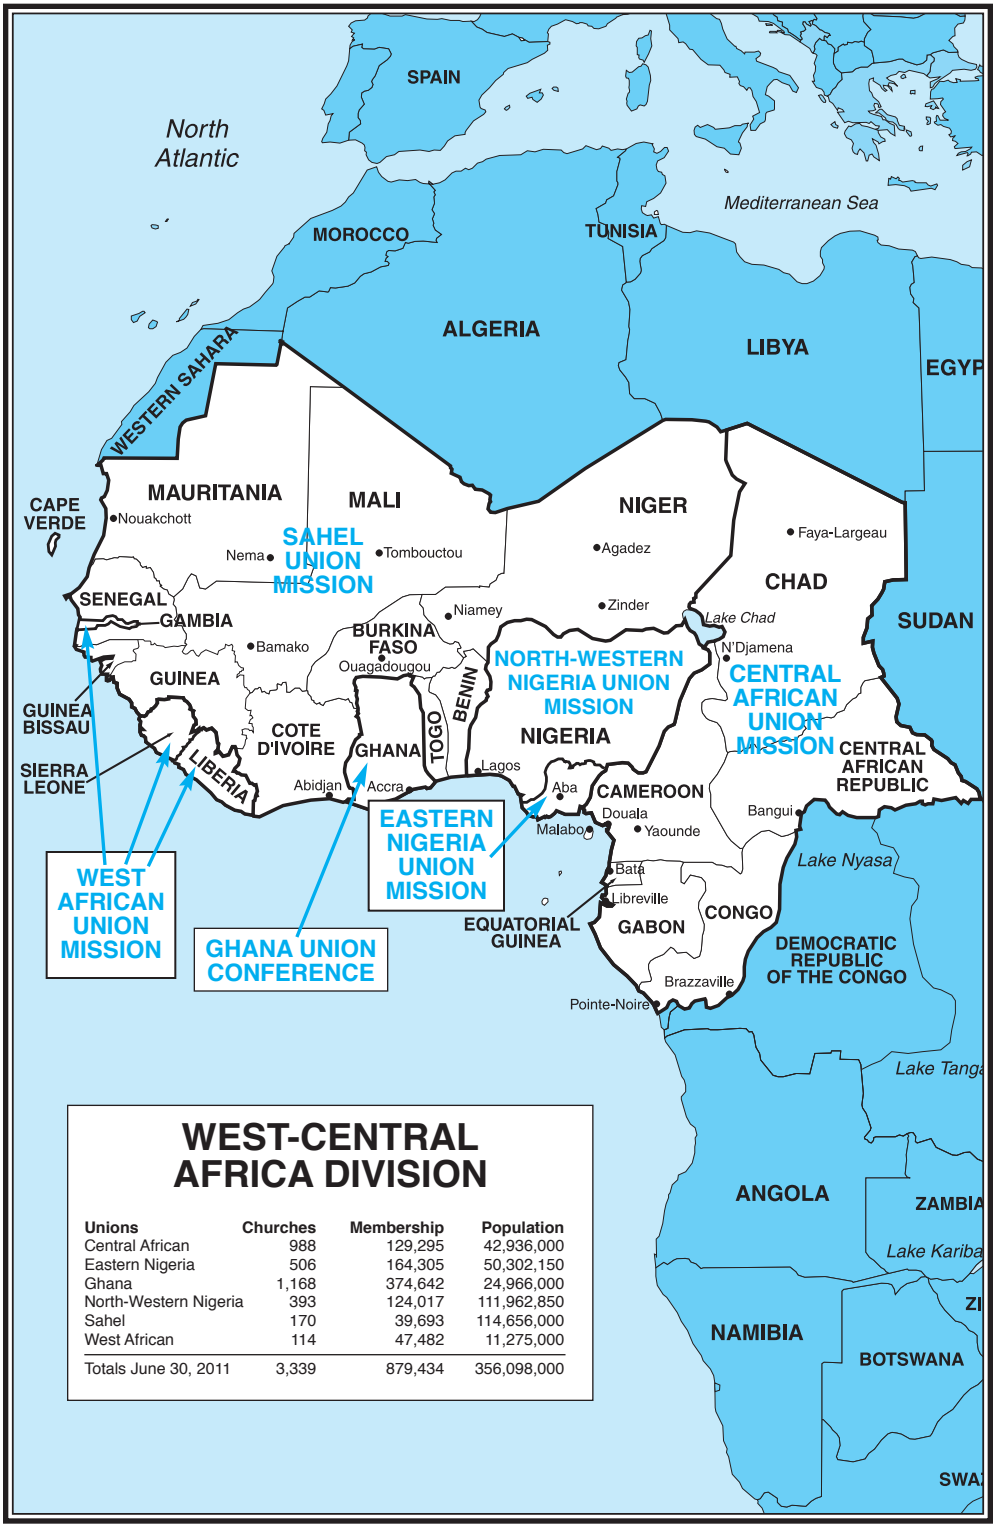 SPAIN
North
Atlantic
Mediterranean Sea
MOROCCO
TUNISIA
ALGERIA
LIBYA
EGYP
WESTERN SAHARA
CAPE
VERDE
MAURITANIA
MALI
NIGER
Nouakchott
SAHEL
UNION
MISSION
Nema
Tombouctou
Agadez
Faya-Largeau
CHAD
SENEGAL
GAMBIA
Niamey
Zinder
Lake Chad
SUDAN
BURKINA
FASO
Bamako
Ouagadougou
N'Djamena
GUINEA
BENIN
NORTH-WESTERN
NIGERIA UNION
MISSION
CENTRAL
AFRICAN
UNION
MISSION
GUINEA
BISSAU
COTE
D'IVOIRE
GHANA
TOGO
NIGERIA
CENTRAL
AFRICAN
REPUBLIC
SIERRA
LEONE
LIBERIA
Lagos
Abidjan
Accra
Aba
CAMEROON
EASTERN
NIGERIA
UNION
MISSION
Douala
Malabo
Yaounde
Bangui
Lake Nyasa
WEST
AFRICAN
UNION
MISSION
Bata
Libreville
EQUATORIAL
GUINEA
GABON
CONGO
GHANA UNION
CONFERENCE
DEMOCRATIC
REPUBLIC
OF THE CONGO
Brazzaville
Pointe-Noire
Lake Tanga
WEST-CENTRAL
AFRICA DIVISION
Unions Churches Membership Population
Central African 988 129,295 42,936,000
Eastern Nigeria 506 164,305 50,302,150
Ghana 1,168 374,642 24,966,000
North-Western Nigeria 393 124,017 111,962,850
Sahel 170 39,693 114,656,000
West African 114 47,482 11,275,000
Totals June 30, 2011 3,339 879,434 356,098,000
ANGOLA
ZAMBIA
Lake Kariba
ZI
NAMIBIA
BOTSWANA
SWAZ